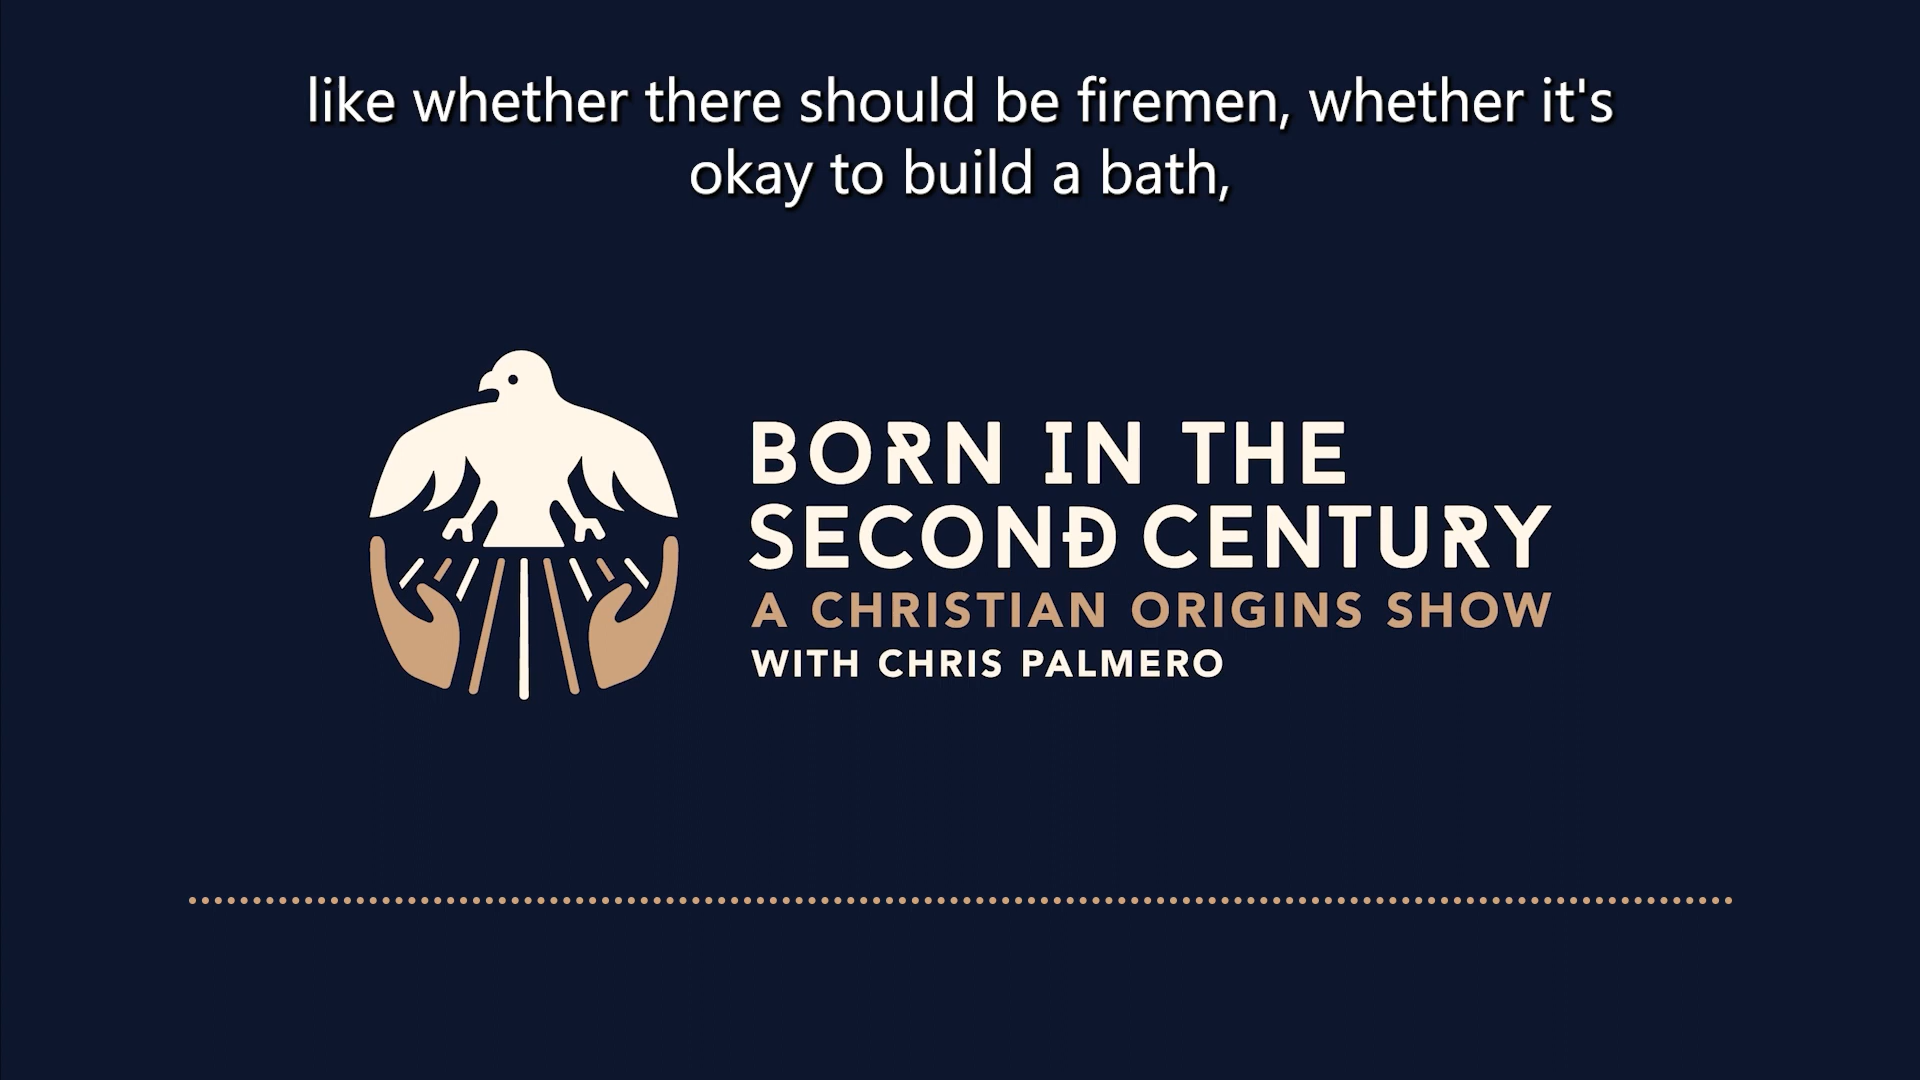 like whether there should be firemen, whether it's
okay to build a bath,
BORN IN THE
SECOND CENTURY
A CHRISTIAN ORIGINS SHOW
WITH CHRIS PALMERO